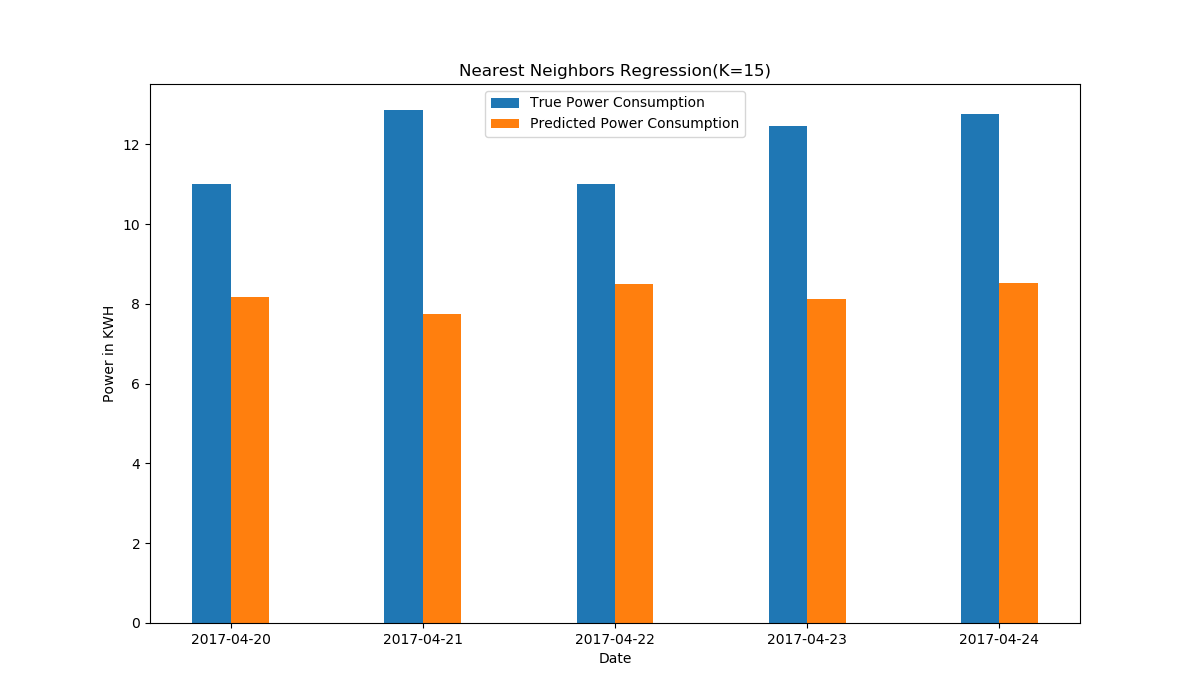 Nearest Neighbors Regression(K=15)
True Power Consumption
Predicted Power Consumption
Power in KWH
12
10
8
6
4
2
0
2017-04-20 2017-04-21 2017-04-22 2017-04-23 2017-04-24
Date